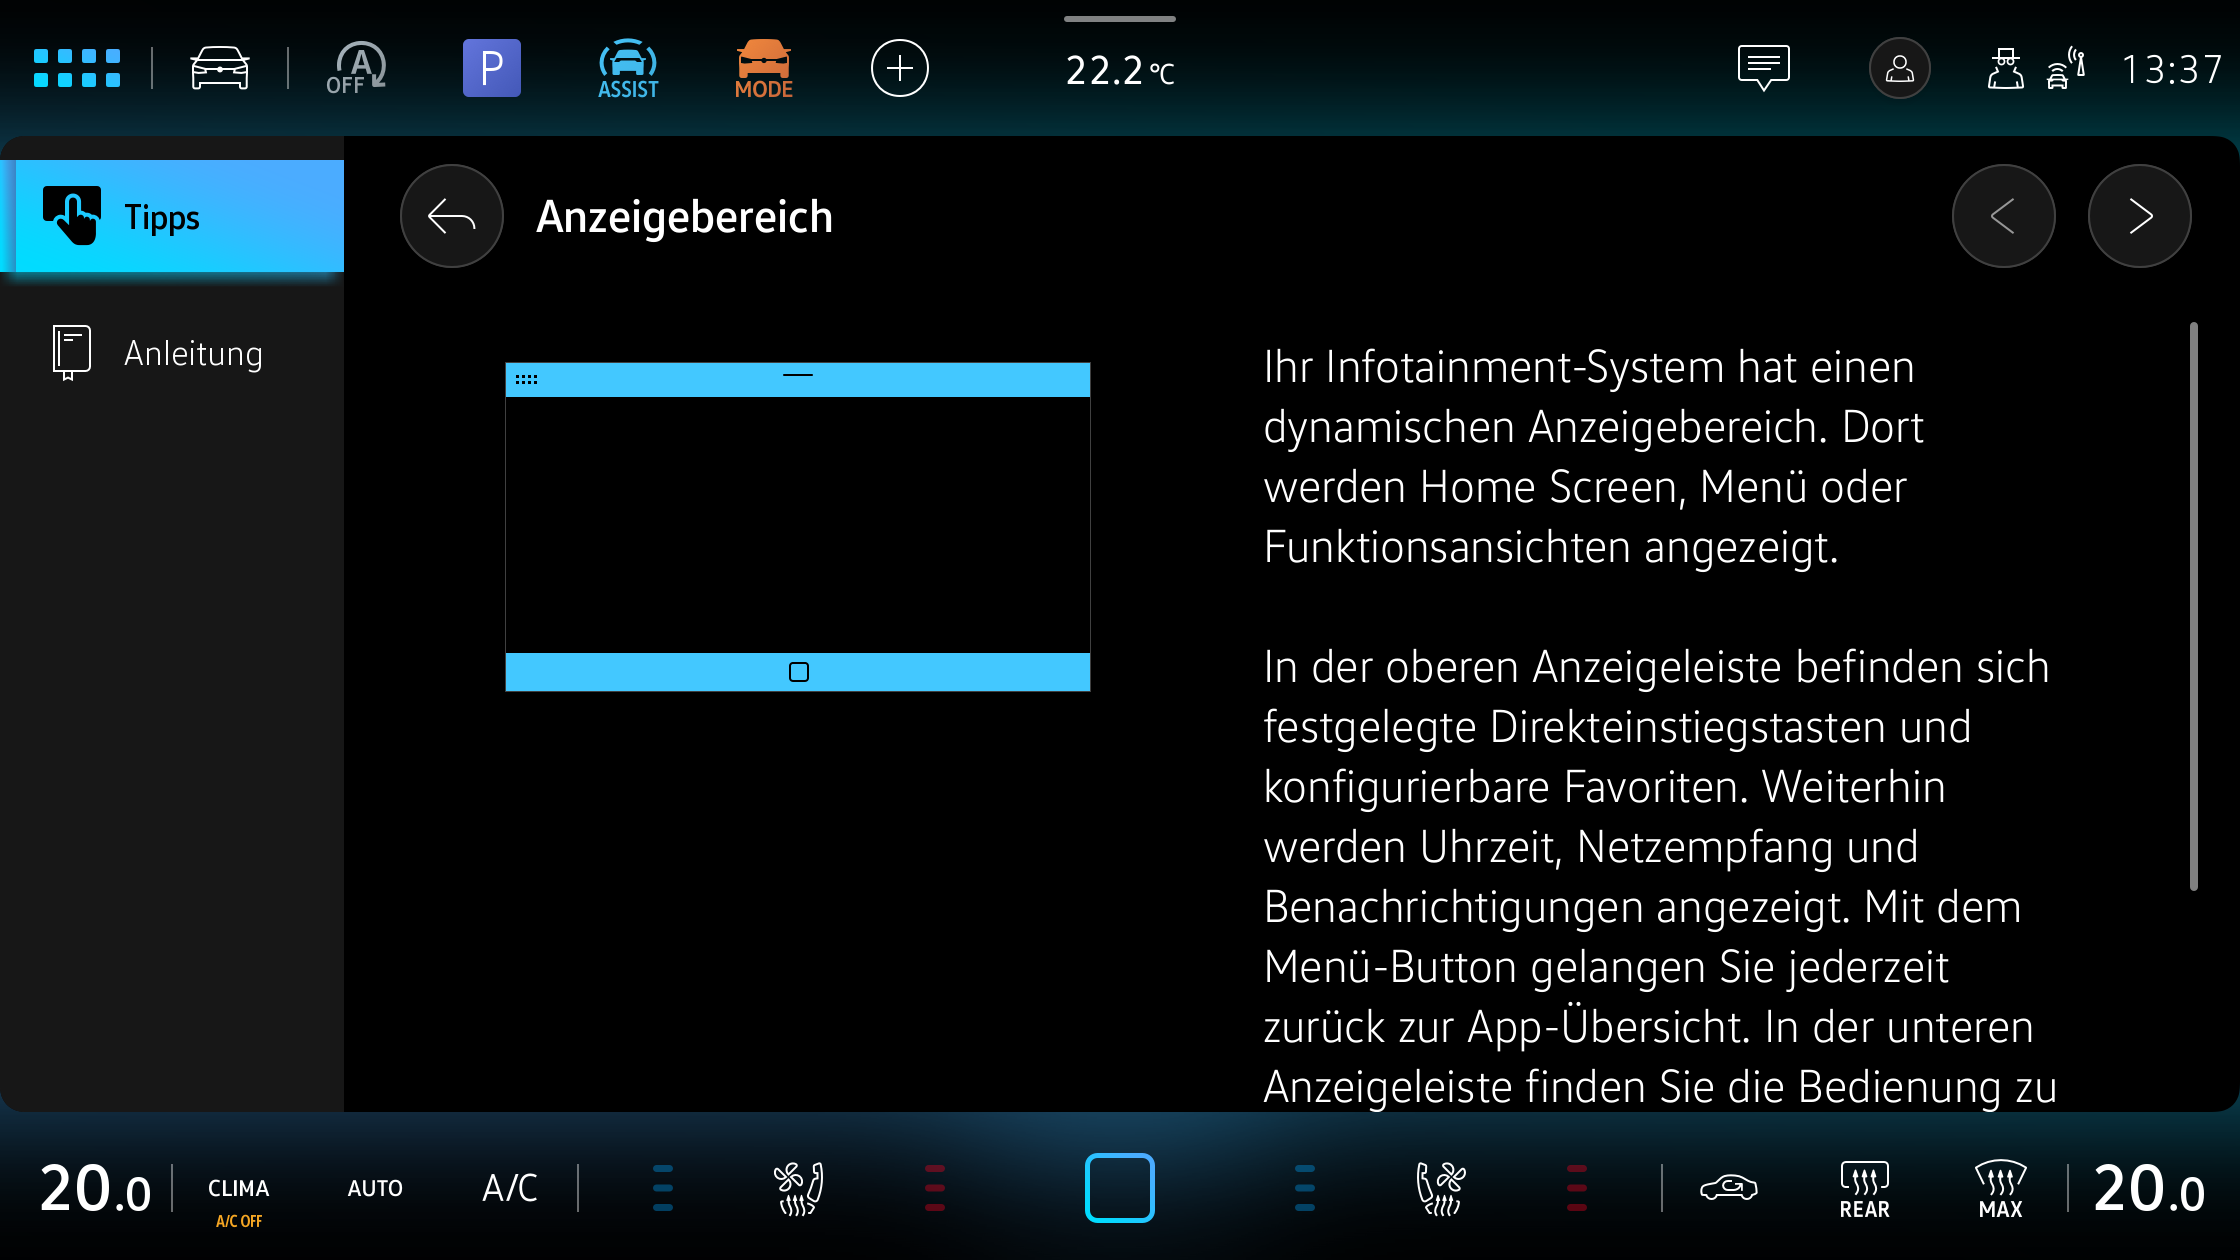 OFF A
P
ASSIST
MODE
22.2 °C
13:37
Tipps
Anleitung
Anzeigebereich
Ihr Infotainment-System hat einen
dynamischen Anzeigebereich. Dort
werden Home Screen, Menü oder
Funktionsansichten angezeigt.
In der oberen Anzeigeleiste befinden sich
festgelegte Direkteinstiegstasten und
konfigurierbare Favoriten. Weiterhin
werden Uhrzeit, Netzempfang und
Benachrichtigungen angezeigt. Mit dem
Menü-Button gelangen Sie jederzeit
zurück zur App-Übersicht. In der unteren
Anzeigeleiste finden Sie die Bedienung zu
20.0
CLIMA
A/C OFF
AUTO
A/C
REAR
MAX
20.0